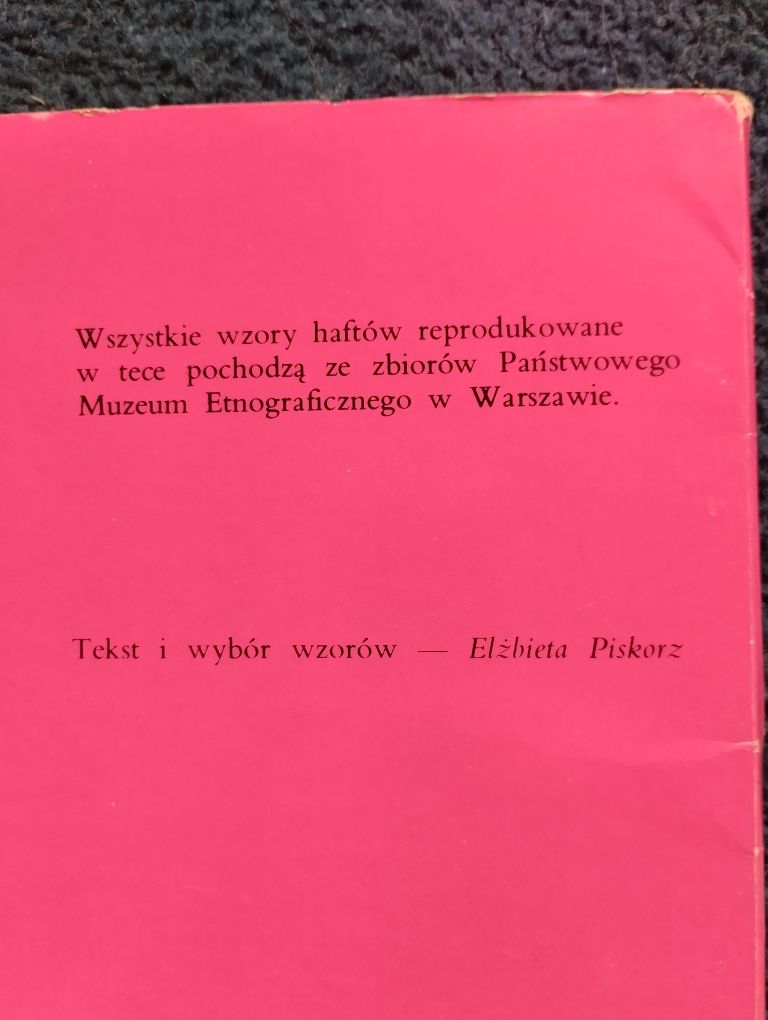 Wszystkie wzory haftów reprodukowane
w tece pochodzą ze zbiorów Państwowego
Muzeum Etnograficznego w Warszawie.
Tekst i wybór wzorów — Elżbieta Piskorz